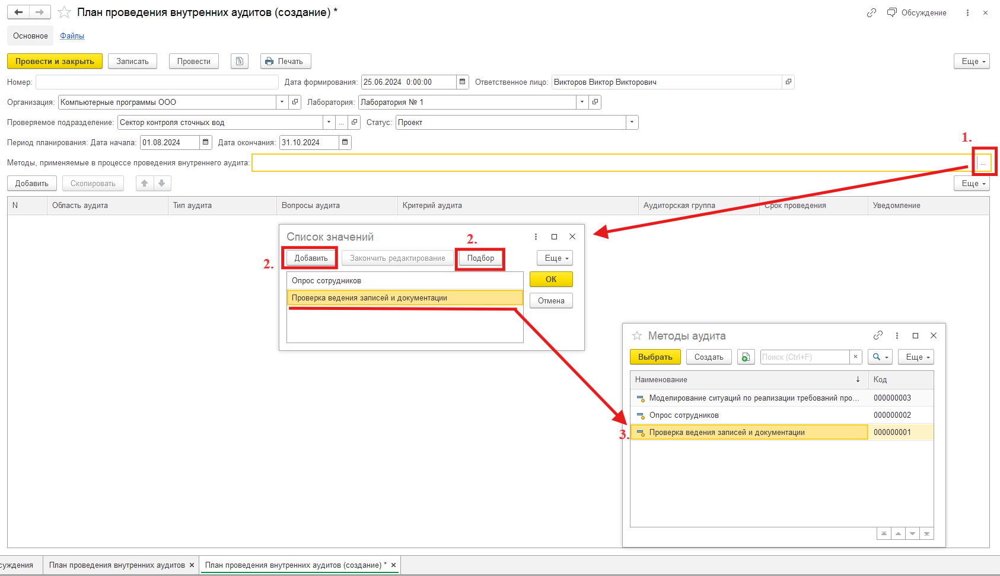 План проведения внутренних аудитов (создание) *
Обсуждение
Основное Файлы
Провести и закрыть Записать Провести Печать Еще
Номер: Дата формирования: 25.06.2024 0:00:00 Ответственное лицо: Викторов Виктор Викторович
Организация: Компьютерные программы ООО Лаборатория: Лаборатория № 1
Проверяемое подразделение: Сектор контроля сточных вод ... Статус: Проект
Период планирования: Дата начала: 01.08.2024 Дата окончания: 31.10.2024
1.
Методы, применяемые в процессе проведения внутреннего аудита: ...
Добавить Скопировать Еще
N Область аудита Тип аудита Вопросы аудита Критерий аудита Аудиторская группа Срок проведения Уведомление
Список значений
2.
2.
Добавить Закончить редактирование Подбор Еще
Опрос сотрудников
ОК
Проверка ведения записей и документации
Отмена
Методы аудита
Выбрать Создать Поиск (Ctrl+F) × Еще
Наименование ↓ Код
Моделирование ситуаций по реализации требований про... 000000003
Опрос сотрудников 000000002
3.
Проверка ведения записей и документации 000000001
суждения План проведения внутренних аудитов × План проведения внутренних аудитов (создание) * ×